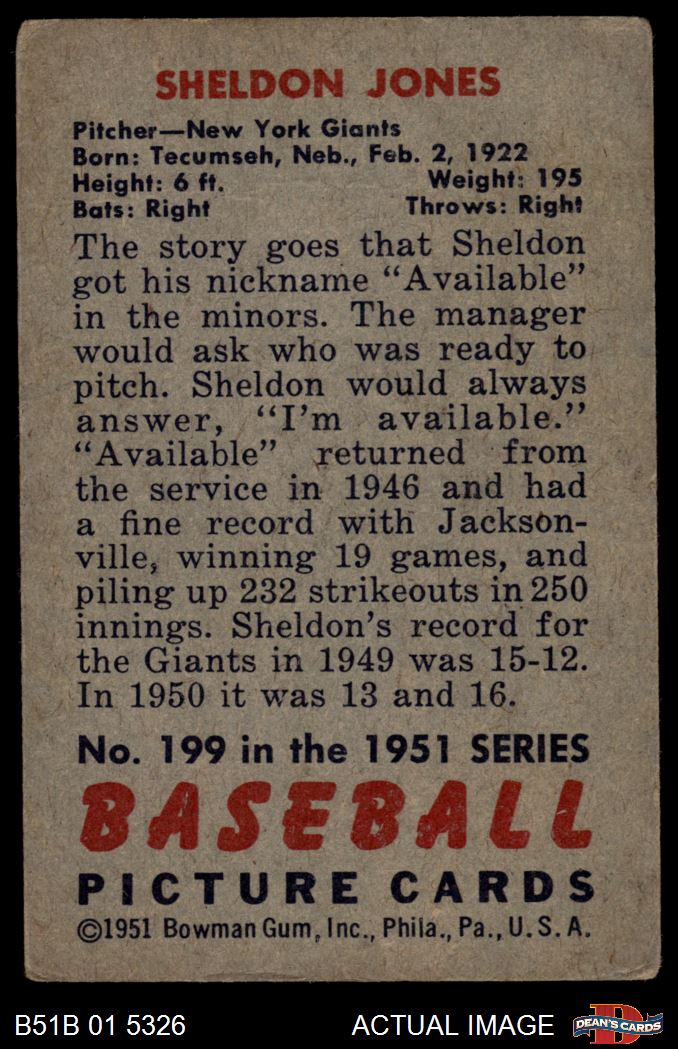 SHELDON JONES
Pitcher—New York Giants
Born: Tecumseh, Neb., Feb. 2, 1922
Height: 6 ft. Weight: 195
Bats: Right Throws: Right
The story goes that Sheldon
got his nickname “Available”
in the minors. The manager
would ask who was ready to
pitch. Sheldon would always
answer, “I’m available.”
“Available” returned from
the service in 1946 and had
a fine record with Jackson-
ville, winning 19 games, and
piling up 232 strikeouts in 250
innings. Sheldon’s record for
the Giants in 1949 was 15-12.
In 1950 it was 13 and 16.
No. 199 in the 1951 SERIES
BASEBALL
PICTURE CARDS
©1951 Bowman Gum, Inc., Phila., Pa., U.S.A.
B51B 01 5326 ACTUAL IMAGE D DEAN'S CARDS